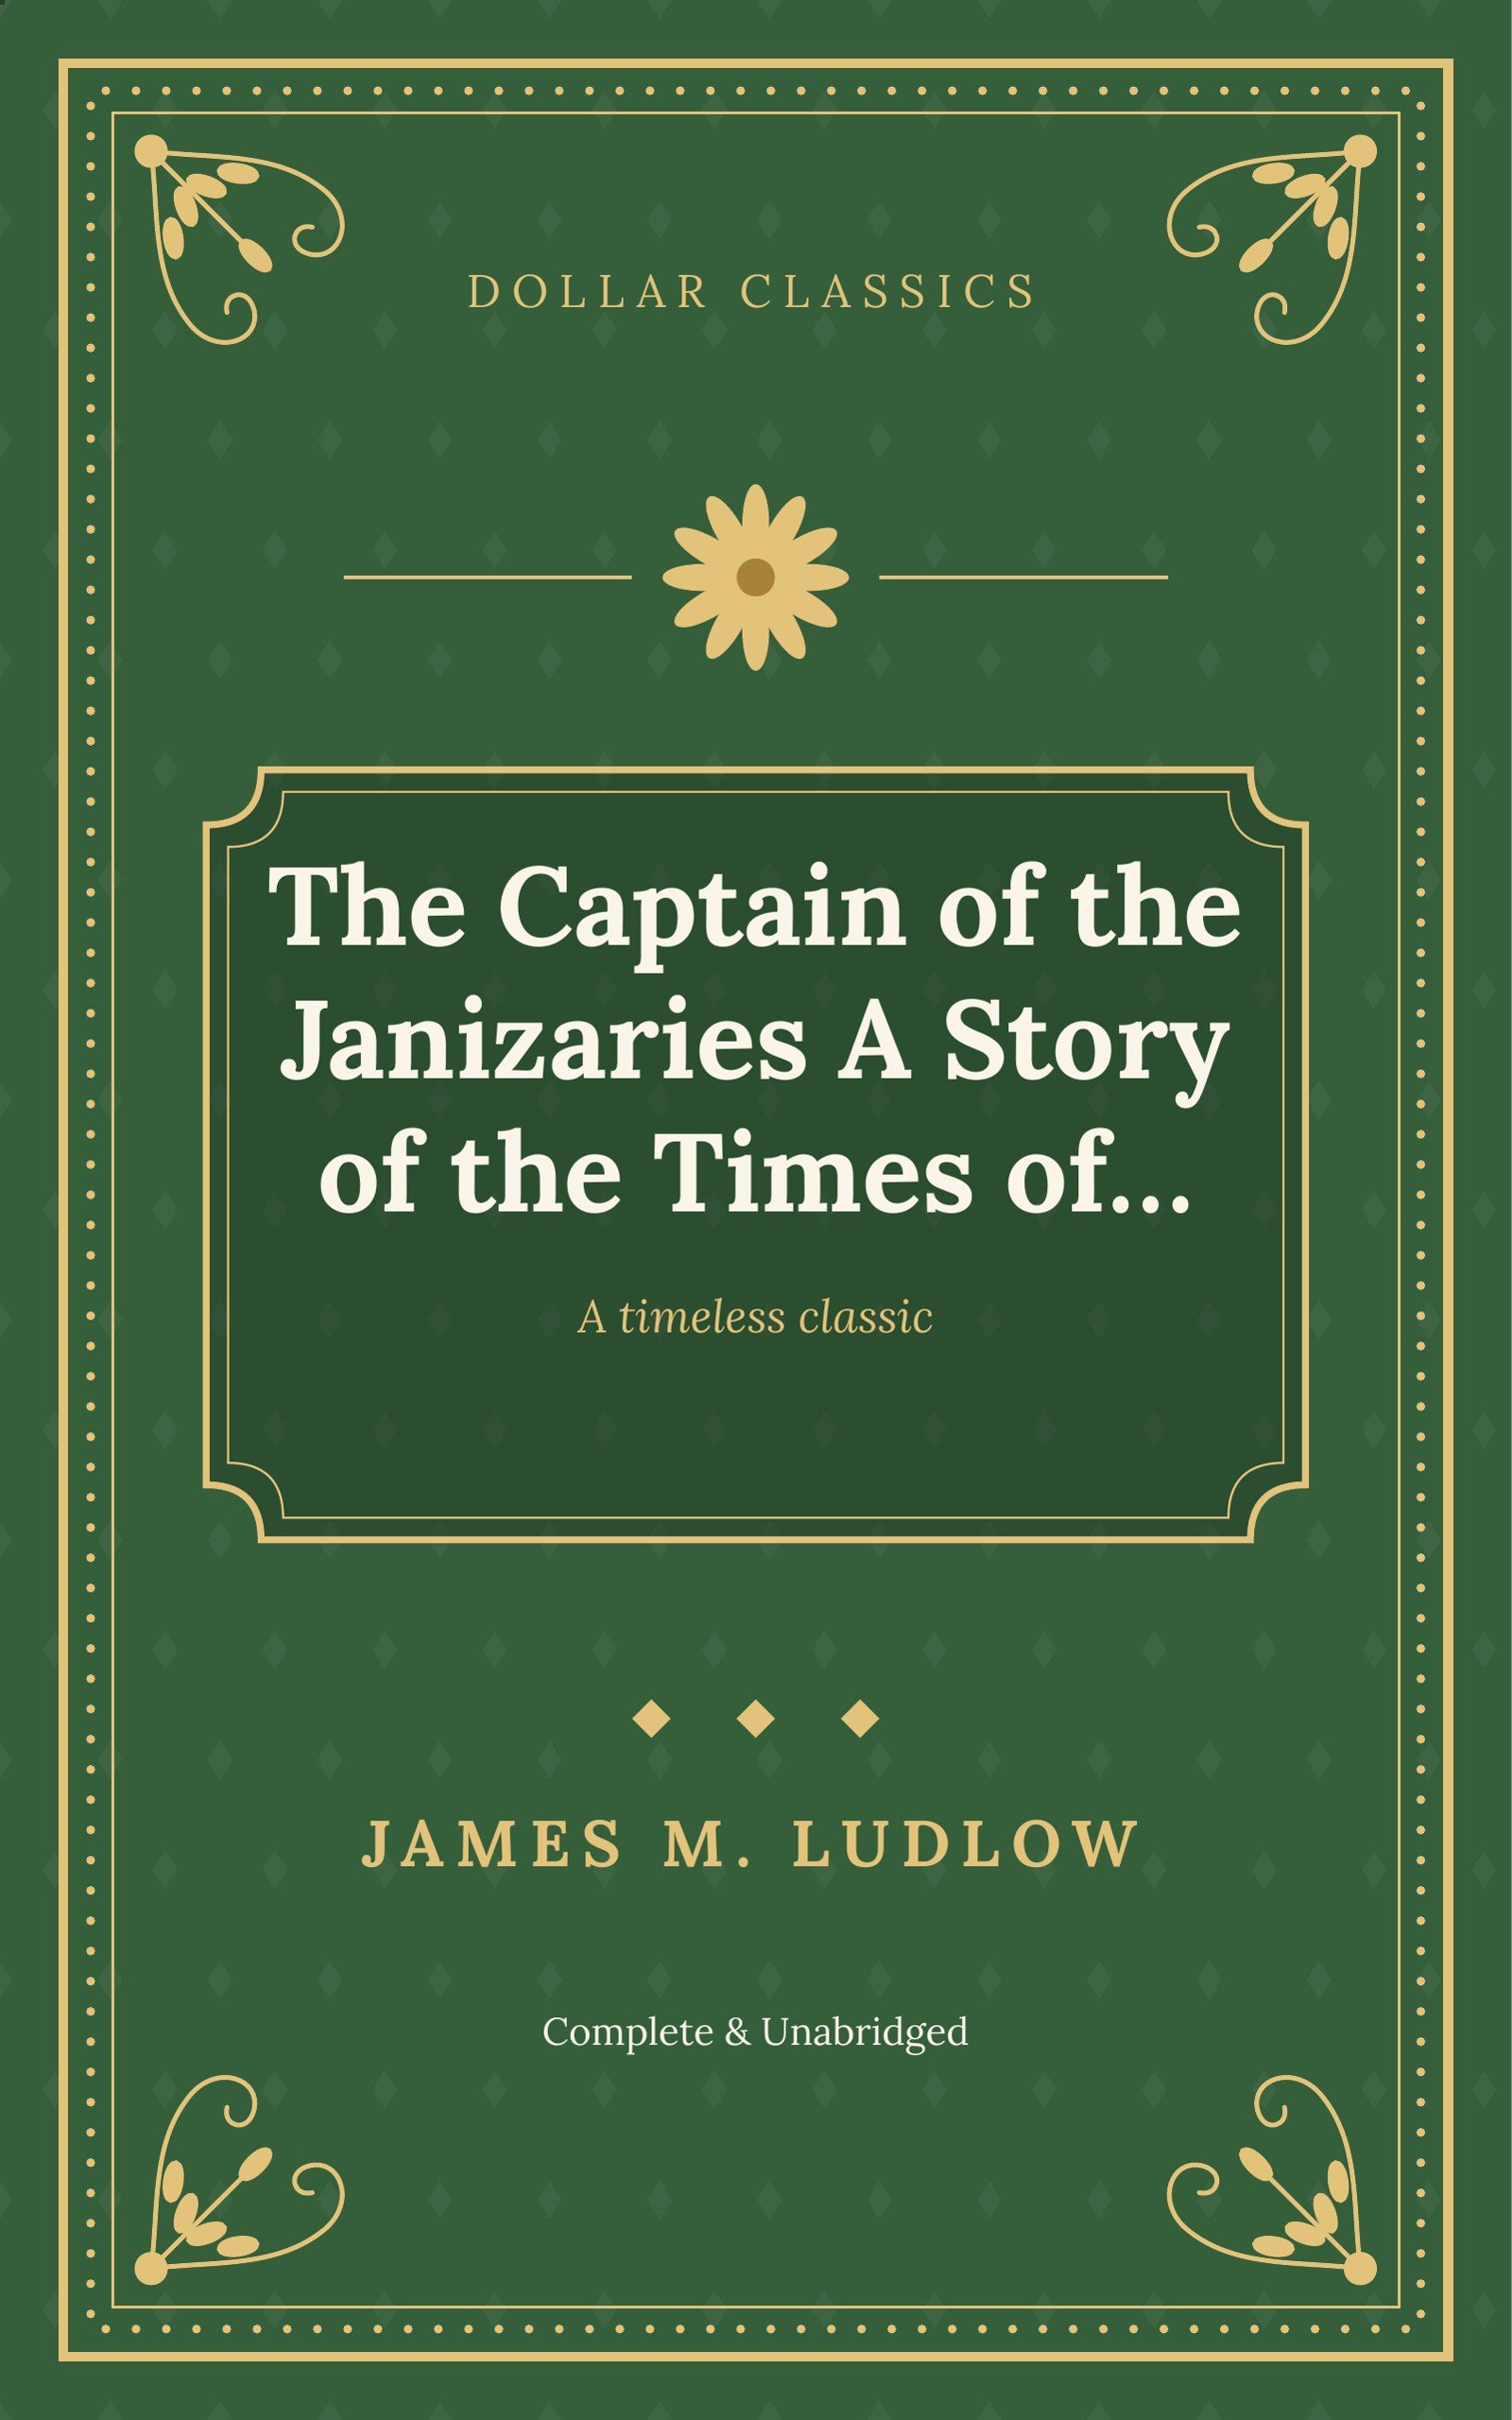 DOLLAR CLASSICS
The Captain of the
Janizaries A Story
of the Times of...
A timeless classic
JAMES M. LUDLOW
Complete & Unabridged